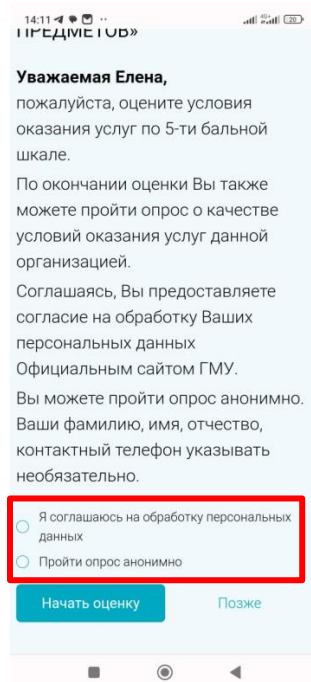 14:11
20
ПРЕДМЕТОВ»
Уважаемая Елена,
пожалуйста, оцените условия
оказания услуг по 5-ти бальной
шкале.
По окончании оценки Вы также
можете пройти опрос о качестве
условий оказания услуг данной
организацией.
Соглашаясь, Вы предоставляете
согласие на обработку Ваших
персональных данных
Официальным сайтом ГМУ.
Вы можете пройти опрос анонимно.
Ваши фамилию, имя, отчество,
контактный телефон указывать
необязательно.
Я соглашаюсь на обработку персональных
данных
Пройти опрос анонимно
Начать оценку
Позже